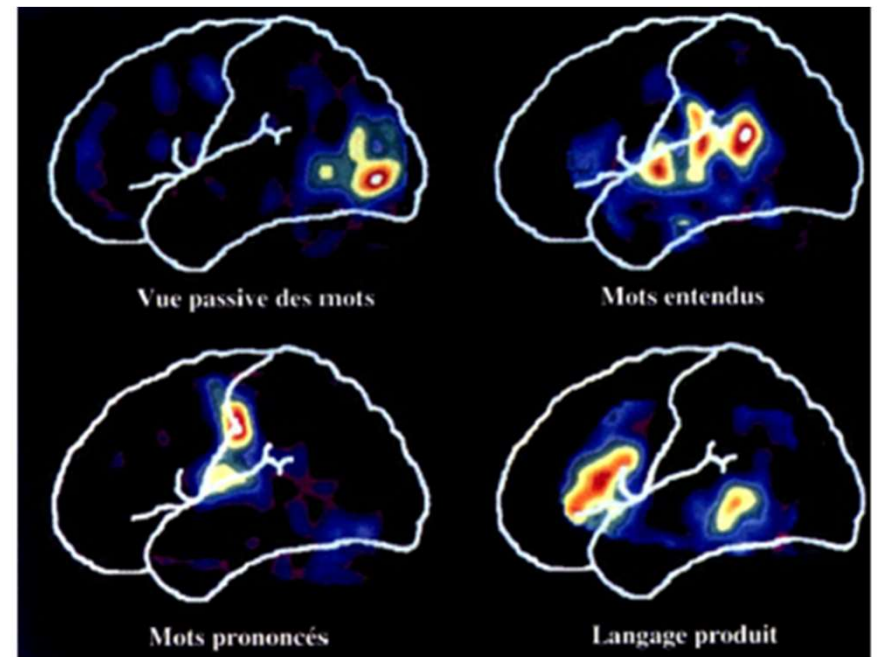 Vue passive des mots
Mots entendus
Mots prononcés
Langage produit